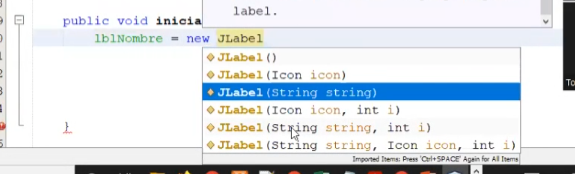 label.
public void inicia
lblNombre = new JLabel
JLabel()
JLabel(Icon icon)
JLabel(String string)
JLabel(Icon icon, int i)
JLabel(String string, int i)
JLabel(String string, Icon icon, int i)
}
Imported Items; Press 'Ctrl+SPACE' Again for All Items
To